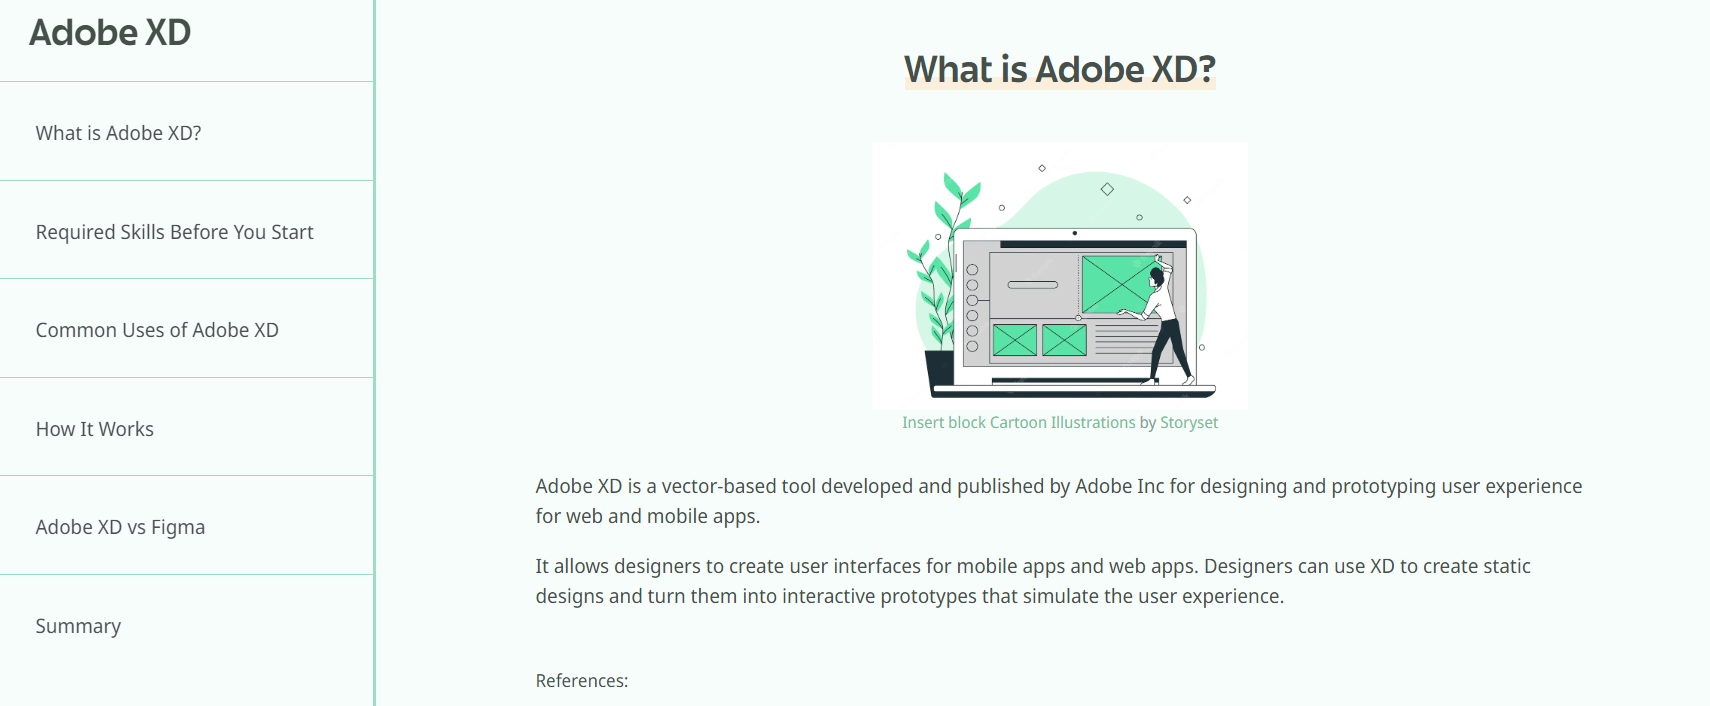 Adobe XD
What is Adobe XD?
Required Skills Before You Start
Common Uses of Adobe XD
How It Works
Adobe XD vs Figma
Summary
What is Adobe XD?
Insert block Cartoon Illustrations by Storyset
Adobe XD is a vector-based tool developed and published by Adobe Inc for designing and prototyping user experience
for web and mobile apps.
It allows designers to create user interfaces for mobile apps and web apps. Designers can use XD to create static
designs and turn them into interactive prototypes that simulate the user experience.
References: